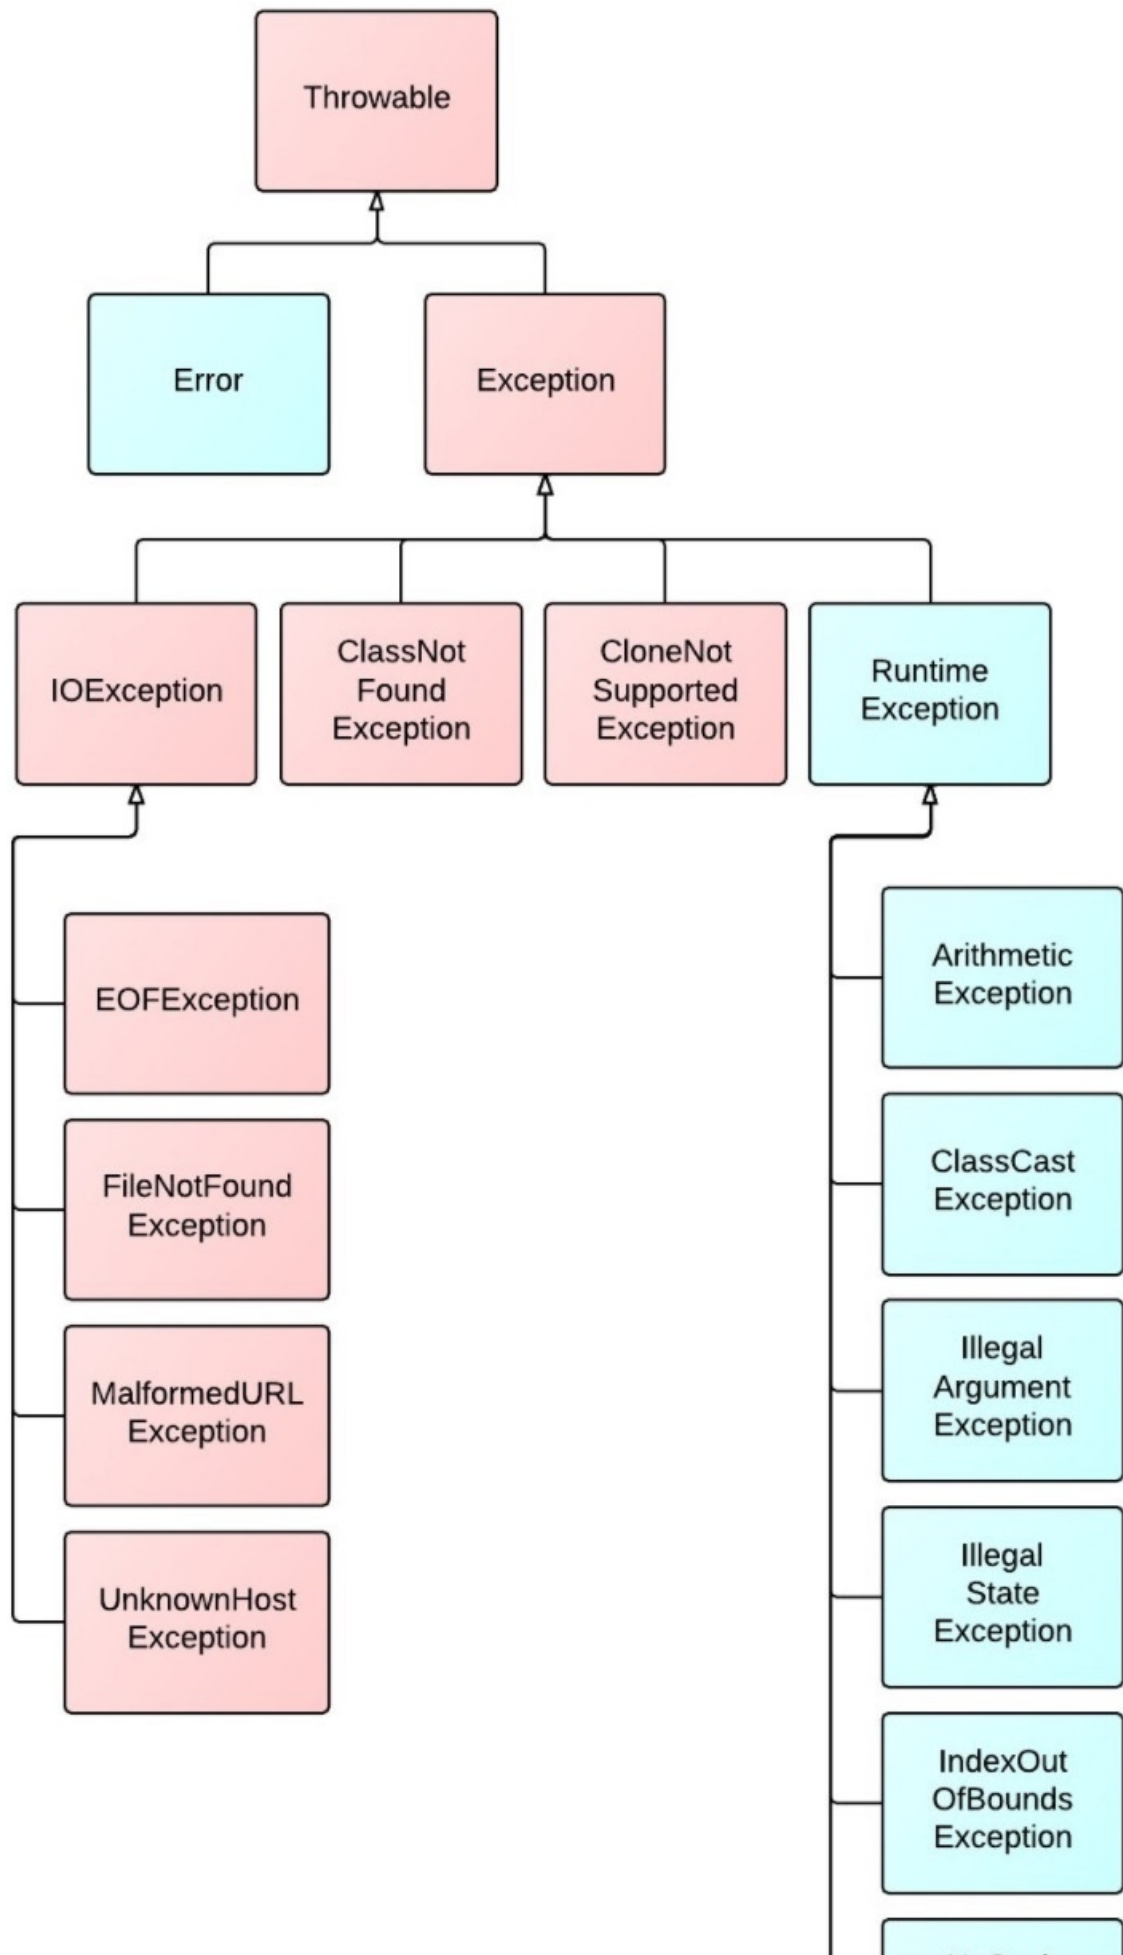 Throwable
Error
Exception
IOException
ClassNot
Found
Exception
CloneNot
Supported
Exception
Runtime
Exception
EOFException
FileNotFound
Exception
MalformedURL
Exception
UnknownHost
Exception
Arithmetic
Exception
ClassCast
Exception
Illegal
Argument
Exception
Illegal
State
Exception
IndexOut
OfBounds
Exception